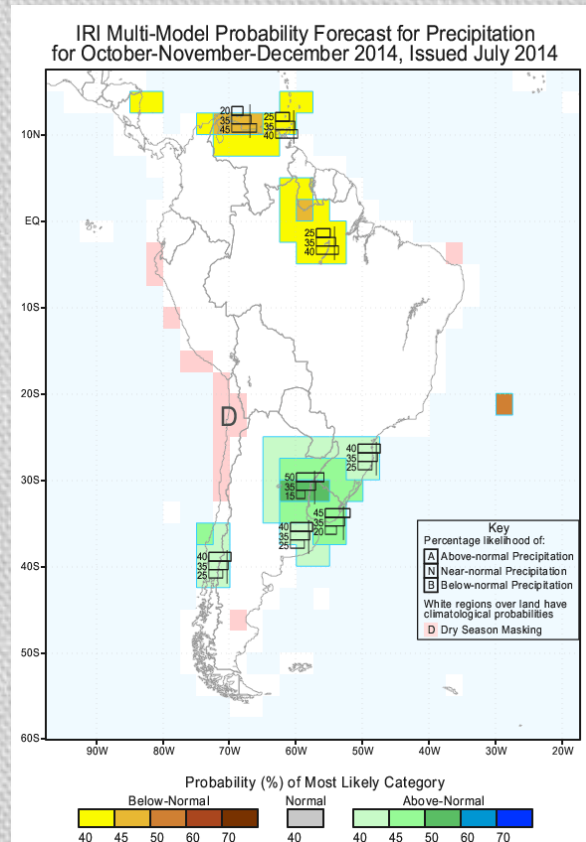 IRI Multi-Model Probability Forecast for Precipitation
for October-November-December 2014, Issued July 2014
10N
EQ
10S
20S
30S
40S
50S
60S
20
35
45
25
35
40
25
35
40
D
40
35
25
50
35
15
45
35
20
40
35
25
40
35
25
Key
Percentage likelihood of:
A Above-normal Precipitation
N Near-normal Precipitation
B Below-normal Precipitation
White regions over land have
climatological probabilities
D Dry Season Masking
90W 80W 70W 60W 50W 40W 30W 20W
Probability (%) of Most Likely Category
Below-Normal Normal Above-Normal
40 45 50 60 70 40 40 45 50 60 70